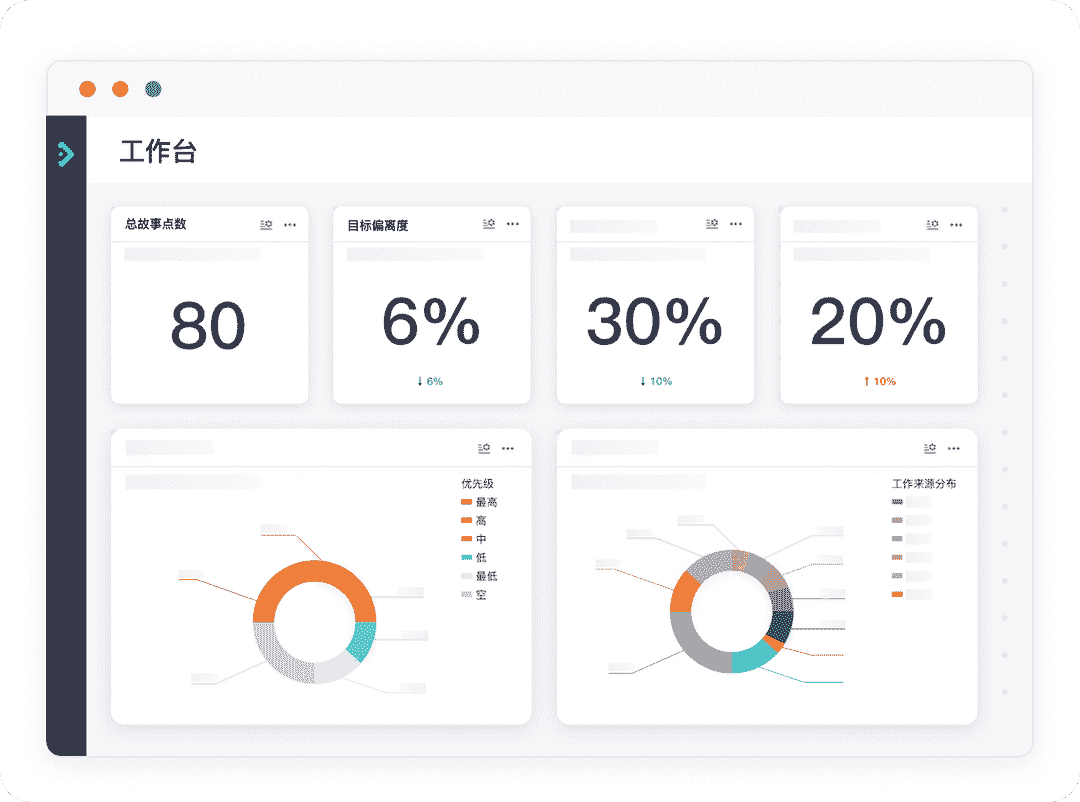 工作台
总故事点数
目标偏离度
80
6%
30%
20%
↓ 6%
↓ 10%
↑ 10%
优先级
最高
高
中
低
最低
空
工作来源分布